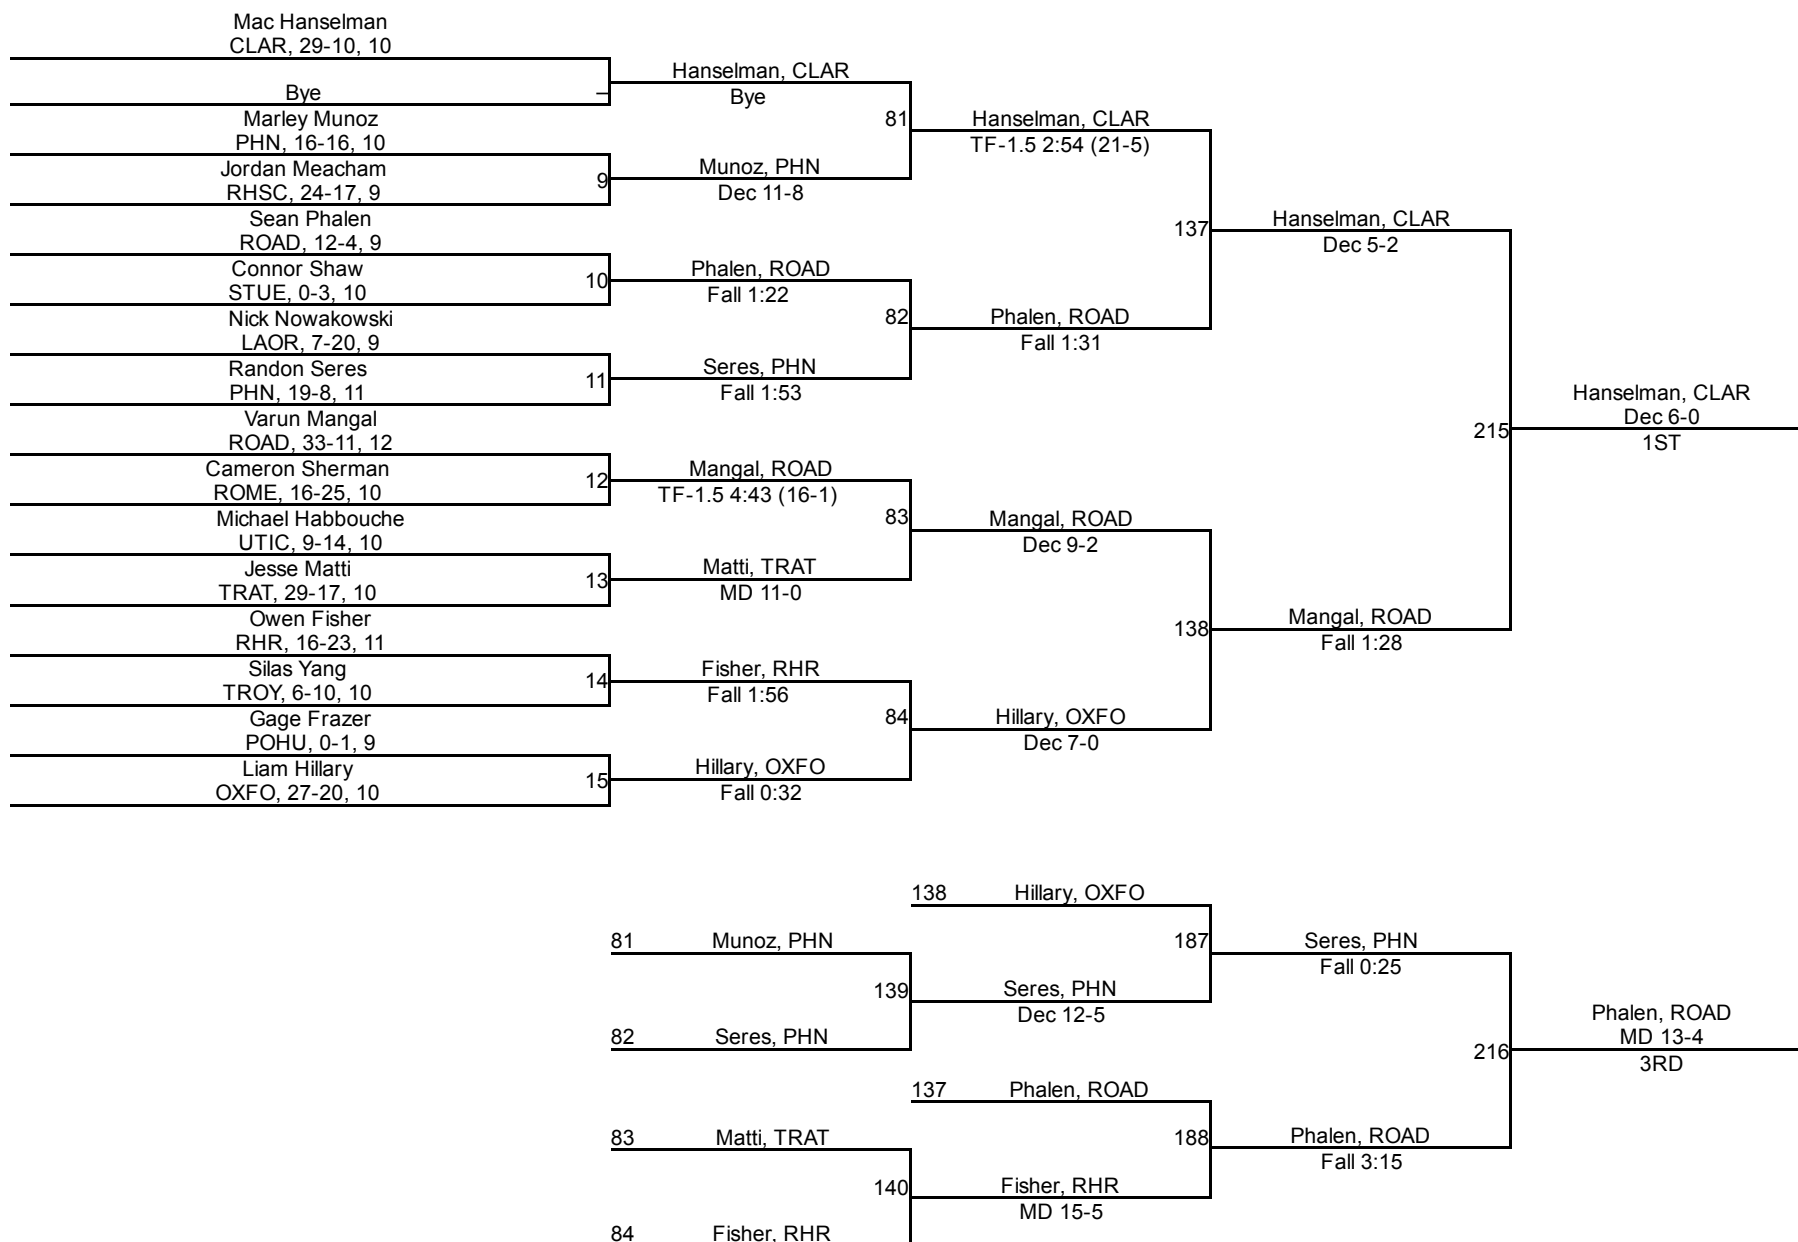 Mac Hanselman
CLAR, 29-10, 10
Bye
Marley Munoz
PHN, 16-16, 10
Jordan Meacham
RHSC, 24-17, 9
Sean Phalen
ROAD, 12-4, 9
Connor Shaw
STUE, 0-3, 10
Nick Nowakowski
LAOR, 7-20, 9
Randon Seres
PHN, 19-8, 11
Varun Mangal
ROAD, 33-11, 12
Cameron Sherman
ROME, 16-25, 10
Michael Habbouche
UTIC, 9-14, 10
Jesse Matti
TRAT, 29-17, 10
Owen Fisher
RHR, 16-23, 11
Silas Yang
TROY, 6-10, 10
Gage Frazer
POHU, 0-1, 9
Liam Hillary
OXFO, 27-20, 10
–
9
10
11
12
13
14
15
Hanselman, CLAR
Bye
Munoz, PHN
Dec 11-8
Phalen, ROAD
Fall 1:22
Seres, PHN
Fall 1:53
Mangal, ROAD
TF-1.5 4:43 (16-1)
Matti, TRAT
MD 11-0
Fisher, RHR
Fall 1:56
Hillary, OXFO
Fall 0:32
81
82
83
84
Hanselman, CLAR
TF-1.5 2:54 (21-5)
Phalen, ROAD
Fall 1:31
Mangal, ROAD
Dec 9-2
Hillary, OXFO
Dec 7-0
137
138
Hanselman, CLAR
Dec 5-2
Mangal, ROAD
Fall 1:28
215
Hanselman, CLAR
Dec 6-0
1ST
81 Munoz, PHN
82 Seres, PHN
83 Matti, TRAT
84 Fisher, RHR
139
140
138 Hillary, OXFO
Seres, PHN
Dec 12-5
137 Phalen, ROAD
Fisher, RHR
MD 15-5
187
188
Seres, PHN
Fall 0:25
Phalen, ROAD
Fall 3:15
216
Phalen, ROAD
MD 13-4
3RD